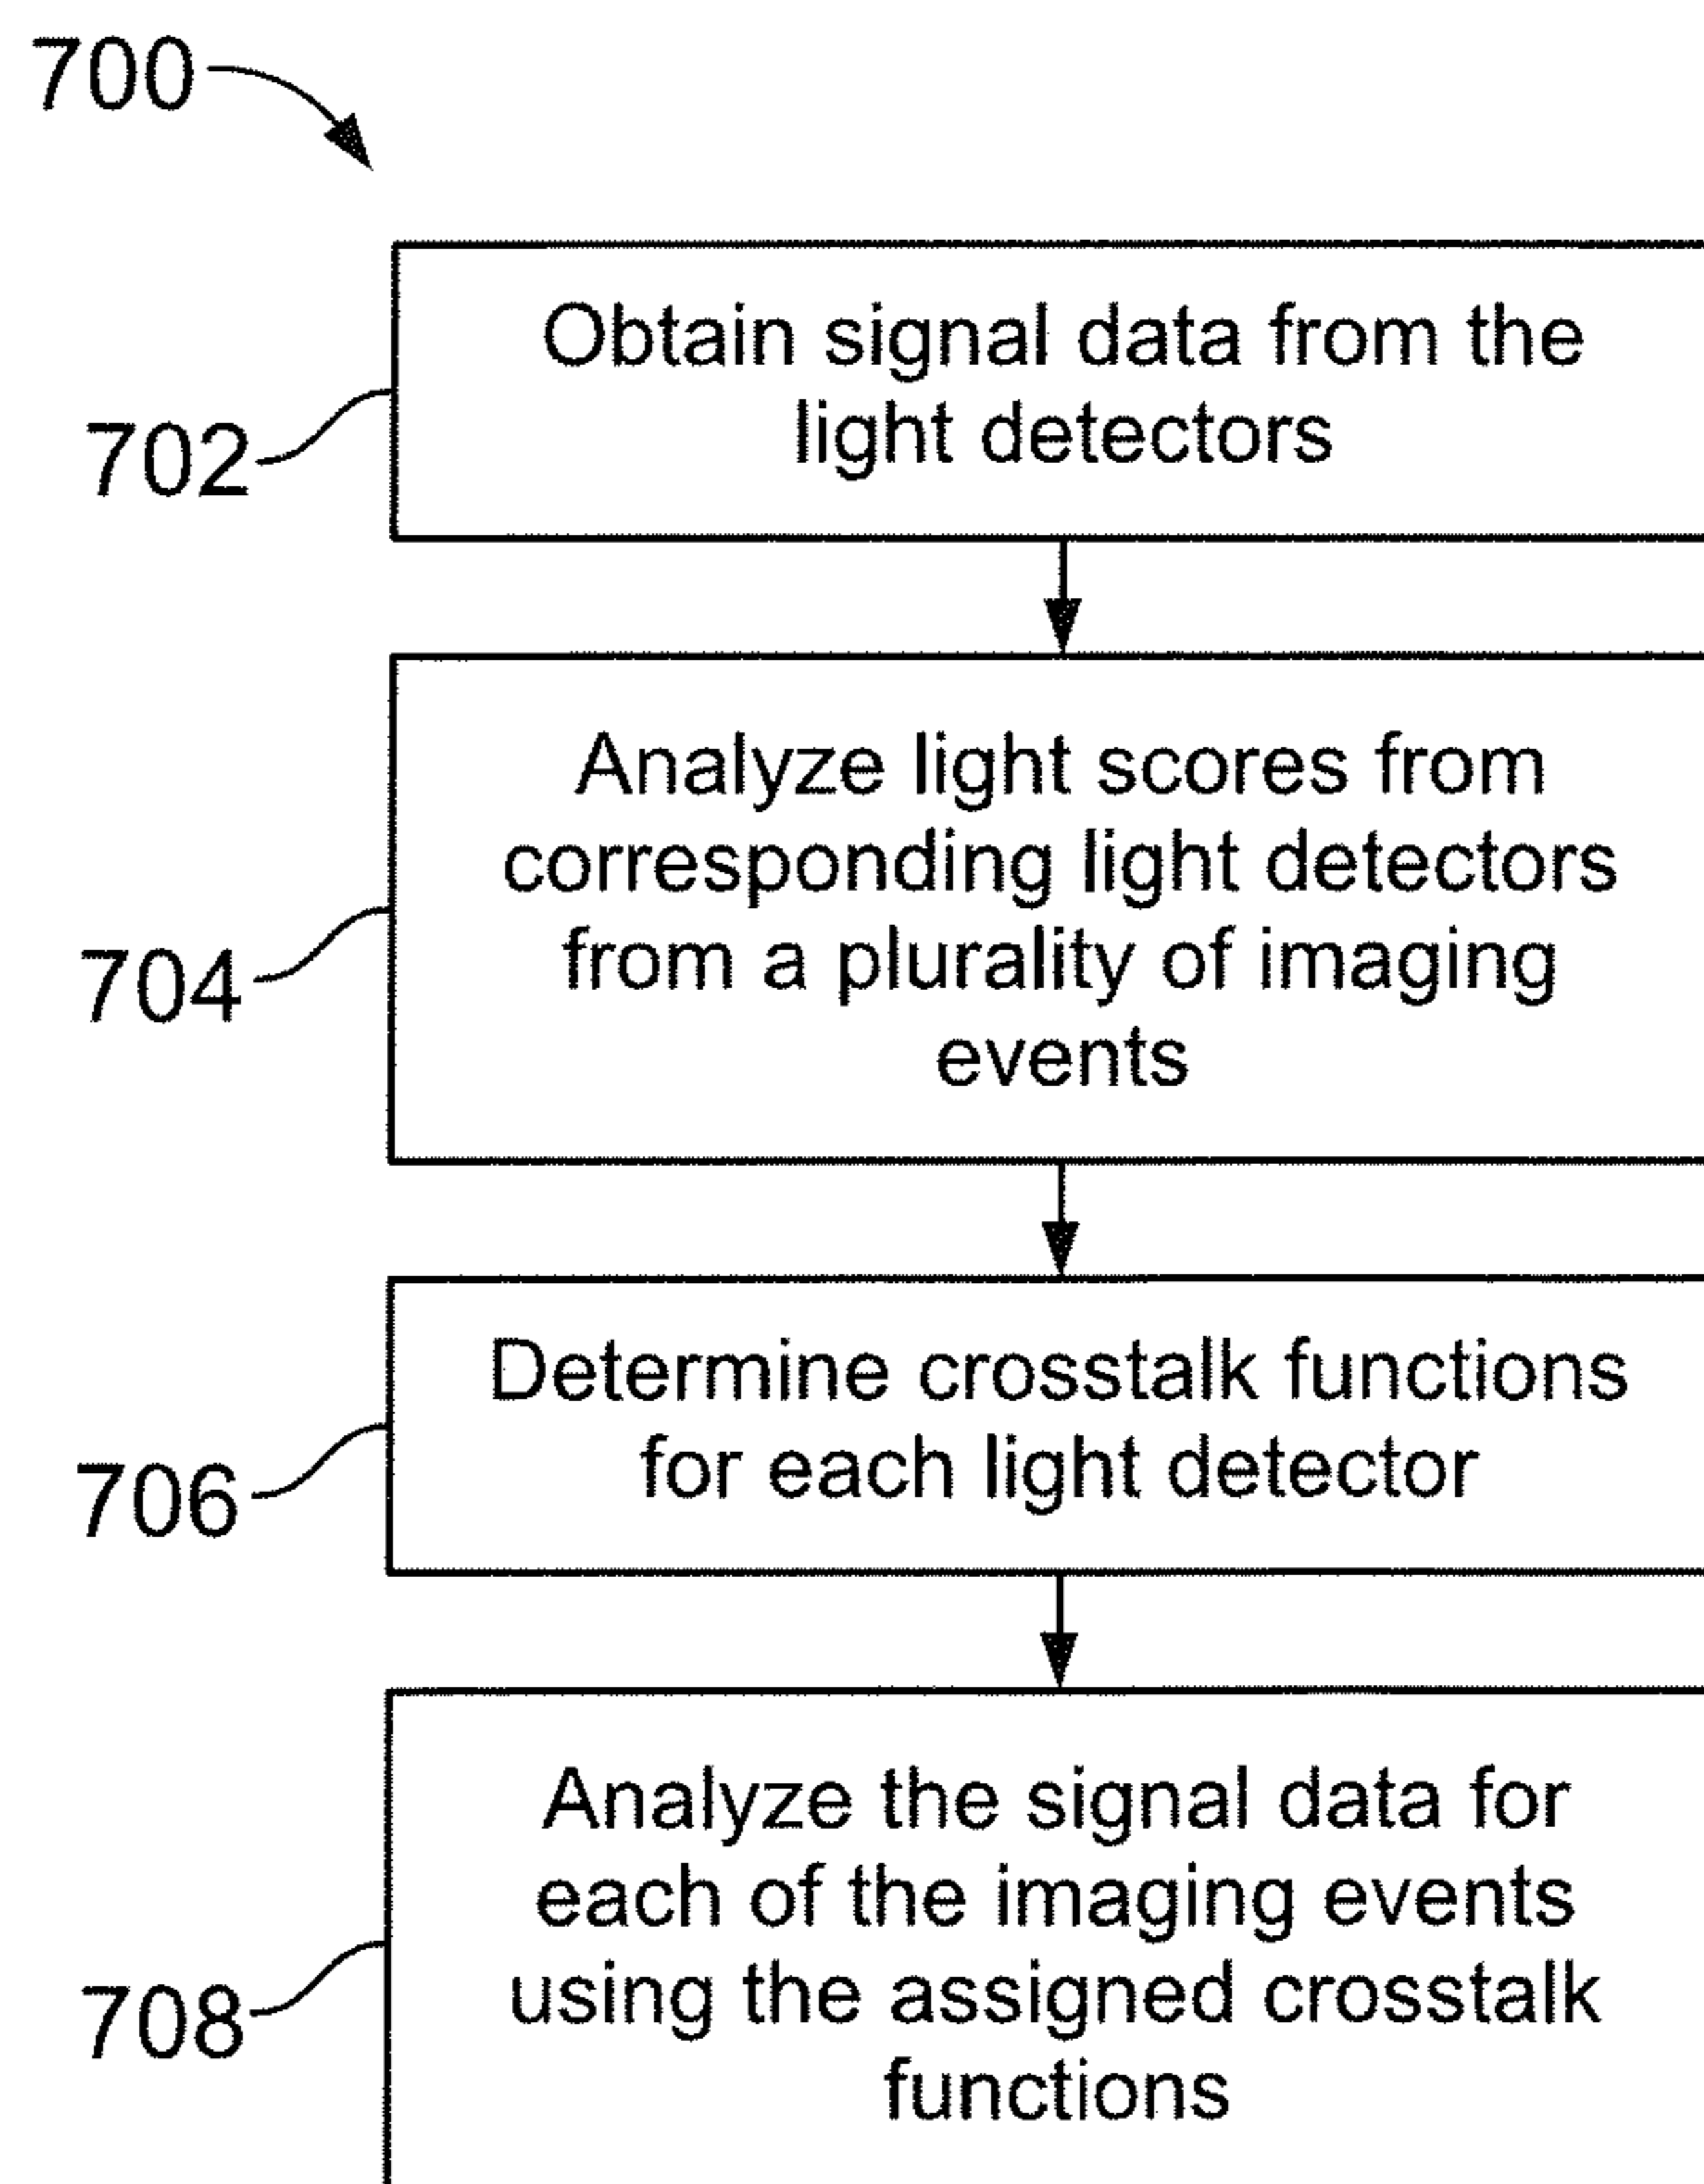 700
Obtain signal data from the
light detectors
702
Analyze light scores from
corresponding light detectors
from a plurality of imaging
events
704
Determine crosstalk functions
for each light detector
706
Analyze the signal data for
each of the imaging events
using the assigned crosstalk
functions
708